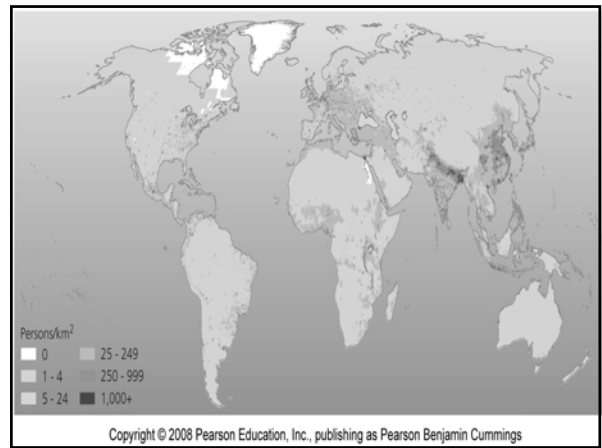 Persons/km²
0 25 - 249
1 - 4 250 - 999
5 - 24 1,000+
Copyright © 2008 Pearson Education, Inc., publishing as Pearson Benjamin Cummings